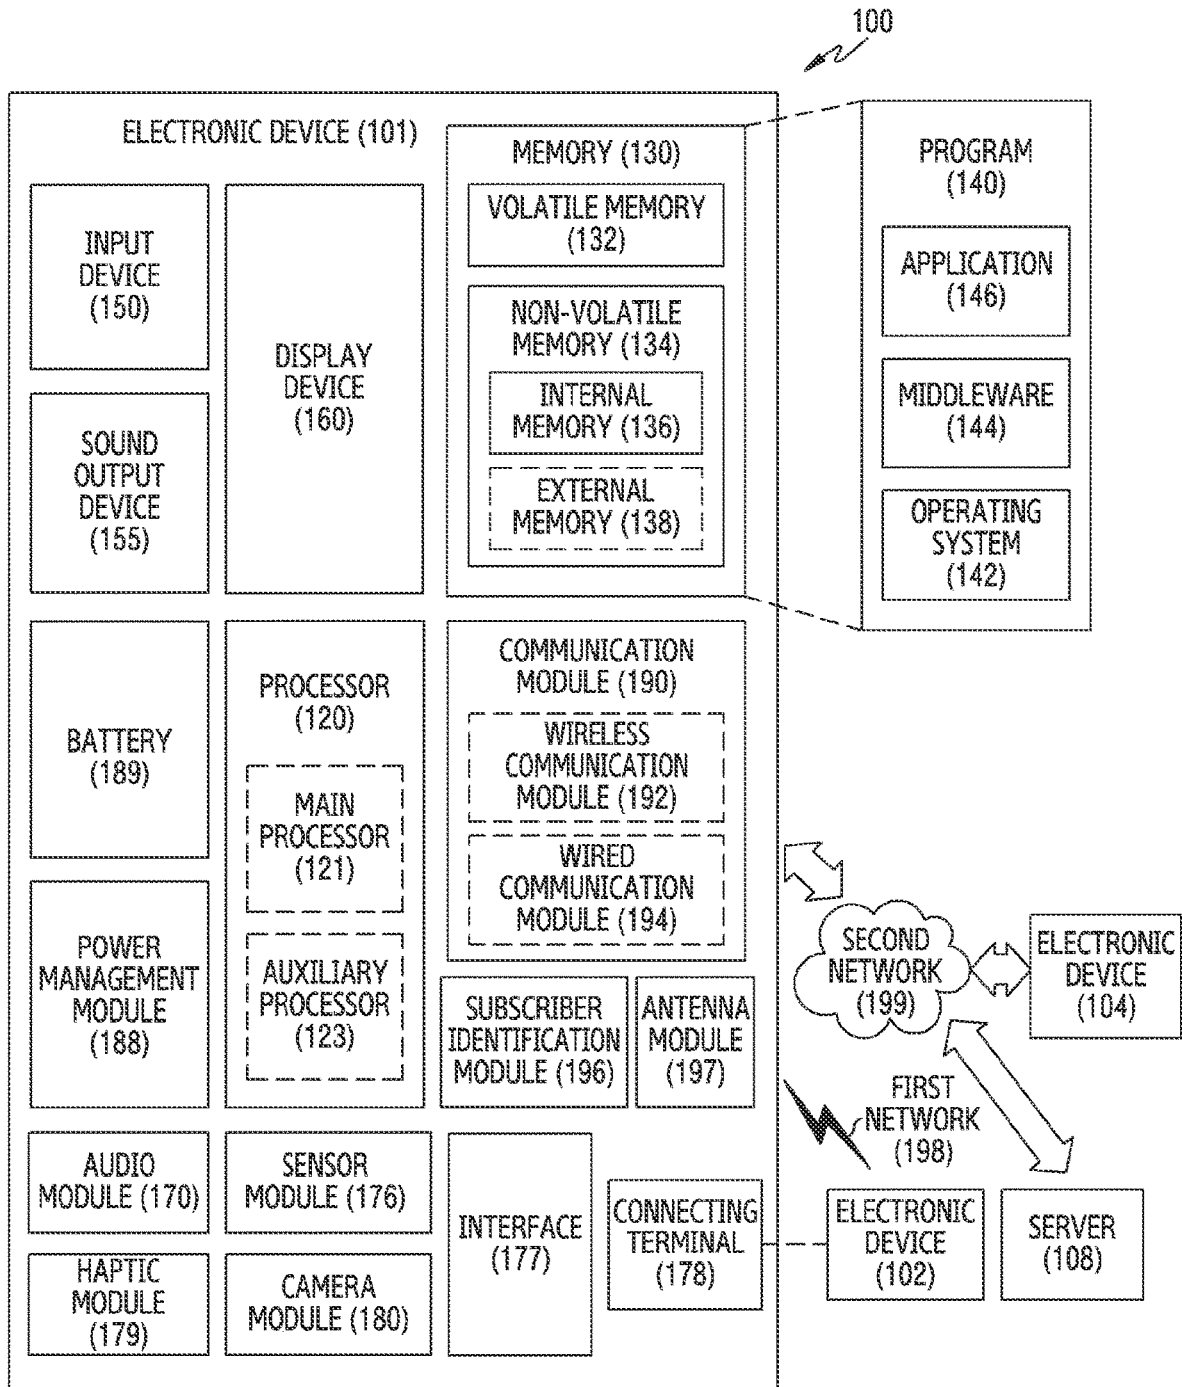 100
ELECTRONIC DEVICE (101)
INPUT
DEVICE
(150)
SOUND
OUTPUT
DEVICE
(155)
DISPLAY
DEVICE
(160)
MEMORY (130)
VOLATILE MEMORY
(132)
NON-VOLATILE
MEMORY (134)
INTERNAL
MEMORY (136)
EXTERNAL
MEMORY (138)
PROGRAM
(140)
APPLICATION
(146)
MIDDLEWARE
(144)
OPERATING
SYSTEM
(142)
BATTERY
(189)
POWER
MANAGEMENT
MODULE
(188)
PROCESSOR
(120)
MAIN
PROCESSOR
(121)
AUXILIARY
PROCESSOR
(123)
COMMUNICATION
MODULE (190)
WIRELESS
COMMUNICATION
MODULE (192)
WIRED
COMMUNICATION
MODULE (194)
SUBSCRIBER
IDENTIFICATION
MODULE (196)
ANTENNA
MODULE
(197)
SECOND
NETWORK
(199)
ELECTRONIC
DEVICE
(104)
FIRST
NETWORK
(198)
AUDIO
MODULE (170)
SENSOR
MODULE (176)
HAPTIC
MODULE
(179)
CAMERA
MODULE (180)
INTERFACE
(177)
CONNECTING
TERMINAL
(178)
ELECTRONIC
DEVICE
(102)
SERVER
(108)